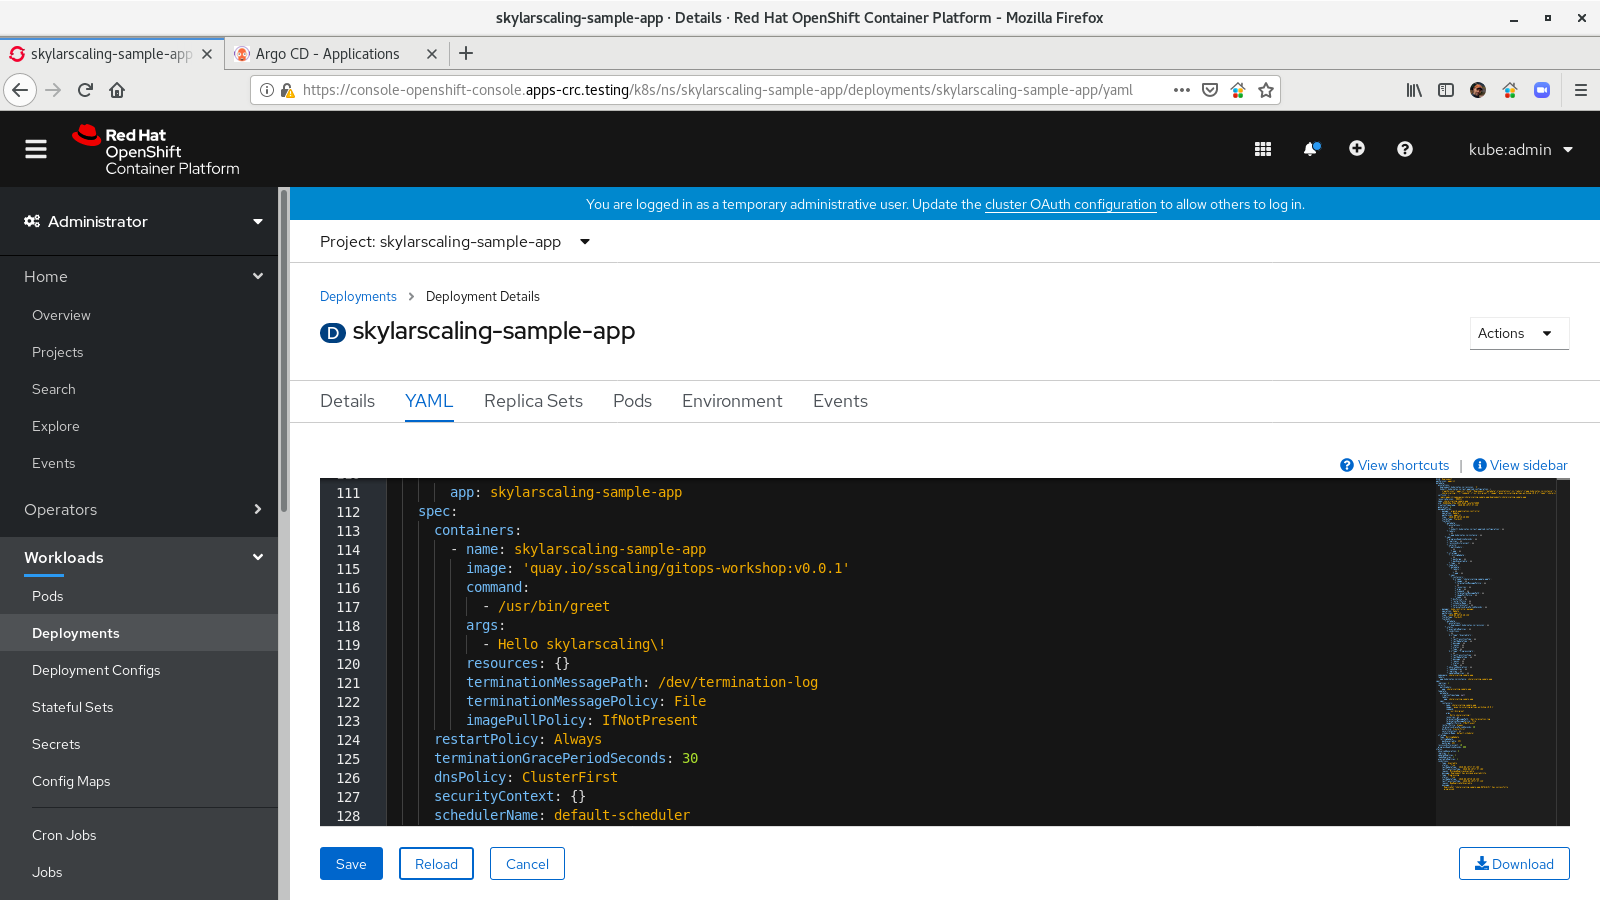 skylarscaling-sample-app · Details · Red Hat OpenShift Container Platform - Mozilla Firefox
skylarscaling-sample-app
Argo CD - Applications
https://console-openshift-console.apps-crc.testing/k8s/ns/skylarscaling-sample-app/deployments/skylarscaling-sample-app/yaml
Red Hat
OpenShift
Container Platform
kube:admin
Administrator
You are logged in as a temporary administrative user. Update the cluster OAuth configuration to allow others to log in.
Project: skylarscaling-sample-app
Home
Overview
Projects
Search
Explore
Events
Operators
Workloads
Pods
Deployments
Deployment Configs
Stateful Sets
Secrets
Config Maps
Cron Jobs
Jobs
Deployments > Deployment Details
D skylarscaling-sample-app
Actions
Details YAML Replica Sets Pods Environment Events
View shortcuts | View sidebar
111 app: skylarscaling-sample-app
112 spec:
113 containers:
114 - name: skylarscaling-sample-app
115 image: 'quay.io/sscaling/gitops-workshop:v0.0.1'
116 command:
117 - /usr/bin/greet
118 args:
119 - Hello skylarscaling\!
120 resources: {}
121 terminationMessagePath: /dev/termination-log
122 terminationMessagePolicy: File
123 imagePullPolicy: IfNotPresent
124 restartPolicy: Always
125 terminationGracePeriodSeconds: 30
126 dnsPolicy: ClusterFirst
127 securityContext: {}
128 schedulerName: default-scheduler
Save Reload Cancel
Download